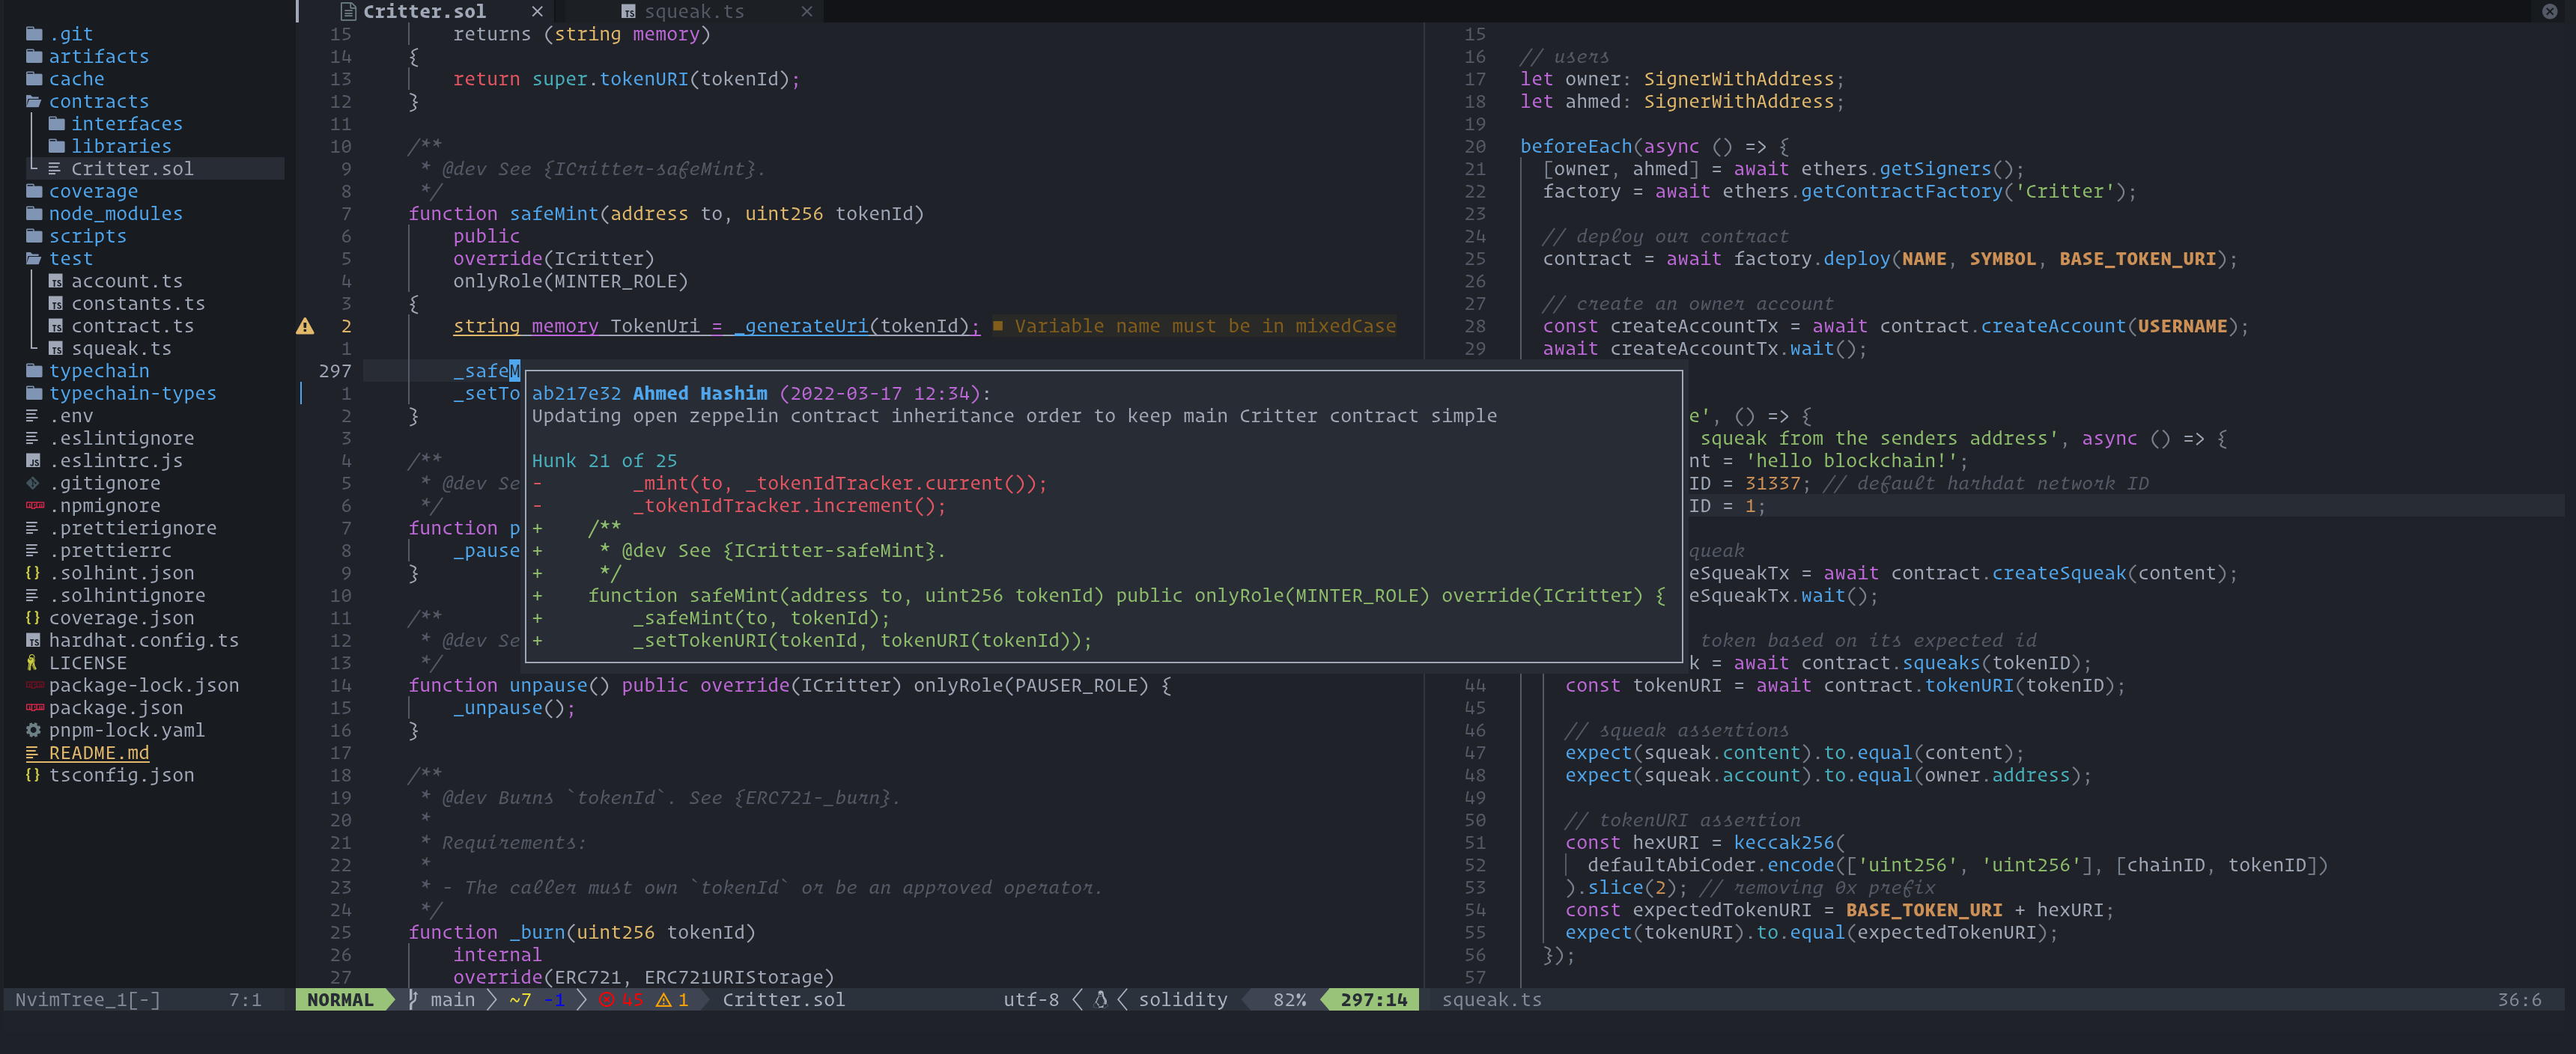 Critter.sol
squeak.ts
.git
artifacts
cache
contracts
interfaces
libraries
Critter.sol
coverage
node_modules
scripts
test
account.ts
constants.ts
contract.ts
squeak.ts
typechain
typechain-types
.env
.eslintignore
.eslintrc.js
.gitignore
.npmignore
.prettierignore
.prettierrc
.solhint.json
.solhintignore
coverage.json
hardhat.config.ts
LICENSE
package-lock.json
package.json
pnpm-lock.yaml
README.md
tsconfig.json
NvimTree_1[-] 7:1
15 returns (string memory)
14 {
13 return super.tokenURI(tokenId);
12 }
11
10 /**
9 * @dev See {ICritter-safeMint}.
8 */
7 function safeMint(address to, uint256 tokenId)
6 public
5 override(ICritter)
4 onlyRole(MINTER_ROLE)
3 {
2 string memory TokenUri = _generateUri(tokenId); ■ Variable name must be in mixedCase
1
297 _safeM
1 _setTo
2 }
3
4 /**
5 * @dev Se
6 */
7 function p
8 _pause
9 }
10
11 /**
12 * @dev Se
13 */
14 function unpause() public override(ICritter) onlyRole(PAUSER_ROLE) {
15 _unpause();
16 }
17
18 /**
19 * @dev Burns `tokenId`. See {ERC721-_burn}.
20 *
21 * Requirements:
22 *
23 * - The caller must own `tokenId` or be an approved operator.
24 */
25 function _burn(uint256 tokenId)
26 internal
27 override(ERC721, ERC721URIStorage)
ab217e32 Ahmed Hashim (2022-03-17 12:34):
Updating open zeppelin contract inheritance order to keep main Critter contract simple
Hunk 21 of 25
- _mint(to, _tokenIdTracker.current());
- _tokenIdTracker.increment();
+ /**
+ * @dev See {ICritter-safeMint}.
+ */
+ function safeMint(address to, uint256 tokenId) public onlyRole(MINTER_ROLE) override(ICritter) {
+ _safeMint(to, tokenId);
+ _setTokenURI(tokenId, tokenURI(tokenId));
NORMAL main ~7 -1 45 1 Critter.sol utf-8 solidity 82% 297:14
15
16 // users
17 let owner: SignerWithAddress;
18 let ahmed: SignerWithAddress;
19
20 beforeEach(async () => {
21 [owner, ahmed] = await ethers.getSigners();
22 factory = await ethers.getContractFactory('Critter');
23
24 // deploy our contract
25 contract = await factory.deploy(NAME, SYMBOL, BASE_TOKEN_URI);
26
27 // create an owner account
28 const createAccountTx = await contract.createAccount(USERNAME);
29 await createAccountTx.wait();
e', () => {
squeak from the senders address', async () => {
nt = 'hello blockchain!';
ID = 31337; // default harhdat network ID
ID = 1;
queak
eSqueakTx = await contract.createSqueak(content);
eSqueakTx.wait();
token based on its expected id
k = await contract.squeaks(tokenID);
44 const tokenURI = await contract.tokenURI(tokenID);
45
46 // squeak assertions
47 expect(squeak.content).to.equal(content);
48 expect(squeak.account).to.equal(owner.address);
49
50 // tokenURI assertion
51 const hexURI = keccak256(
52 defaultAbiCoder.encode(['uint256', 'uint256'], [chainID, tokenID])
53 ).slice(2); // removing 0x prefix
54 const expectedTokenURI = BASE_TOKEN_URI + hexURI;
55 expect(tokenURI).to.equal(expectedTokenURI);
56 });
57
squeak.ts 36:6